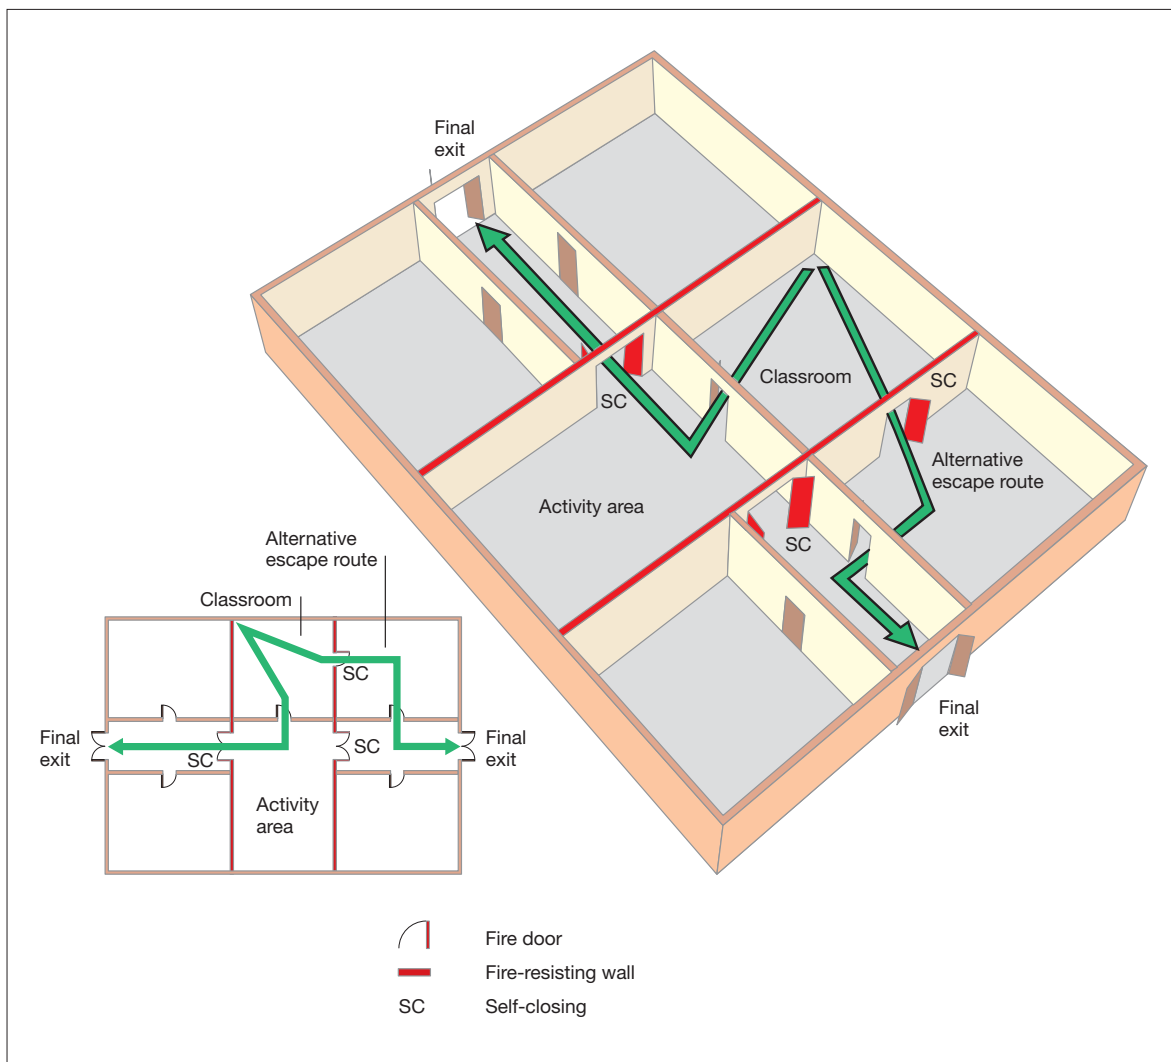 Final
exit
Classroom
SC
SC
Alternative
escape route
Activity area
SC
Final
exit
Alternative
escape route
Classroom
SC
Final
exit
SC
SC
Final
exit
Activity
area
Fire door
Fire-resisting wall
SC Self-closing